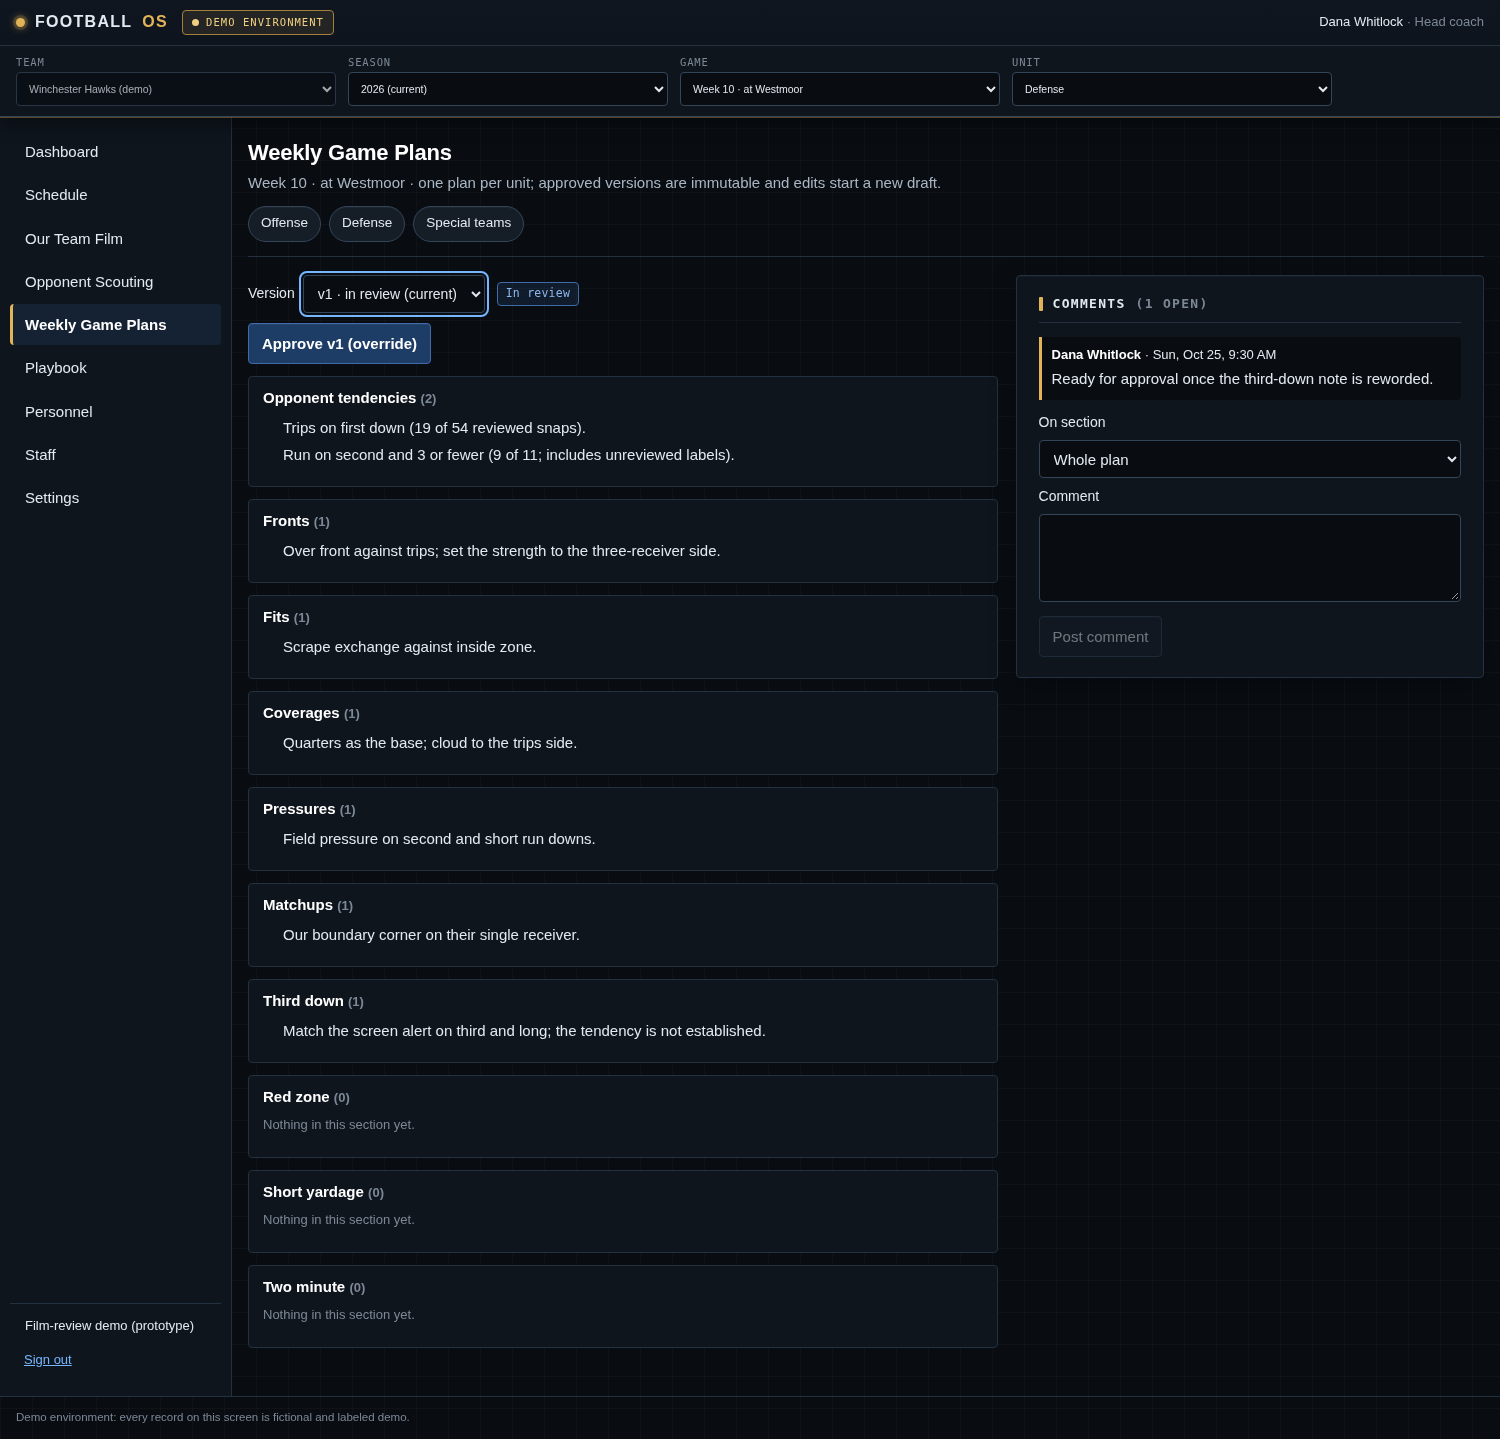 FOOTBALL OS
DEMO ENVIRONMENT
Dana Whitlock · Head coach
TEAM
Winchester Hawks (demo)
SEASON
2026 (current)
GAME
Week 10 · at Westmoor
UNIT
Defense
Dashboard
Schedule
Our Team Film
Opponent Scouting
Weekly Game Plans
Playbook
Personnel
Staff
Settings
Film-review demo (prototype)
Sign out
Weekly Game Plans
Week 10 · at Westmoor · one plan per unit; approved versions are immutable and edits start a new draft.
Offense
Defense
Special teams
Version v1 · in review (current) In review
Approve v1 (override)
Opponent tendencies (2)
Trips on first down (19 of 54 reviewed snaps).
Run on second and 3 or fewer (9 of 11; includes unreviewed labels).
Fronts (1)
Over front against trips; set the strength to the three-receiver side.
Fits (1)
Scrape exchange against inside zone.
Coverages (1)
Quarters as the base; cloud to the trips side.
Pressures (1)
Field pressure on second and short run downs.
Matchups (1)
Our boundary corner on their single receiver.
Third down (1)
Match the screen alert on third and long; the tendency is not established.
Red zone (0)
Nothing in this section yet.
Short yardage (0)
Nothing in this section yet.
Two minute (0)
Nothing in this section yet.
COMMENTS (1 OPEN)
Dana Whitlock · Sun, Oct 25, 9:30 AM
Ready for approval once the third-down note is reworded.
On section
Whole plan
Comment
Post comment
Demo environment: every record on this screen is fictional and labeled demo.